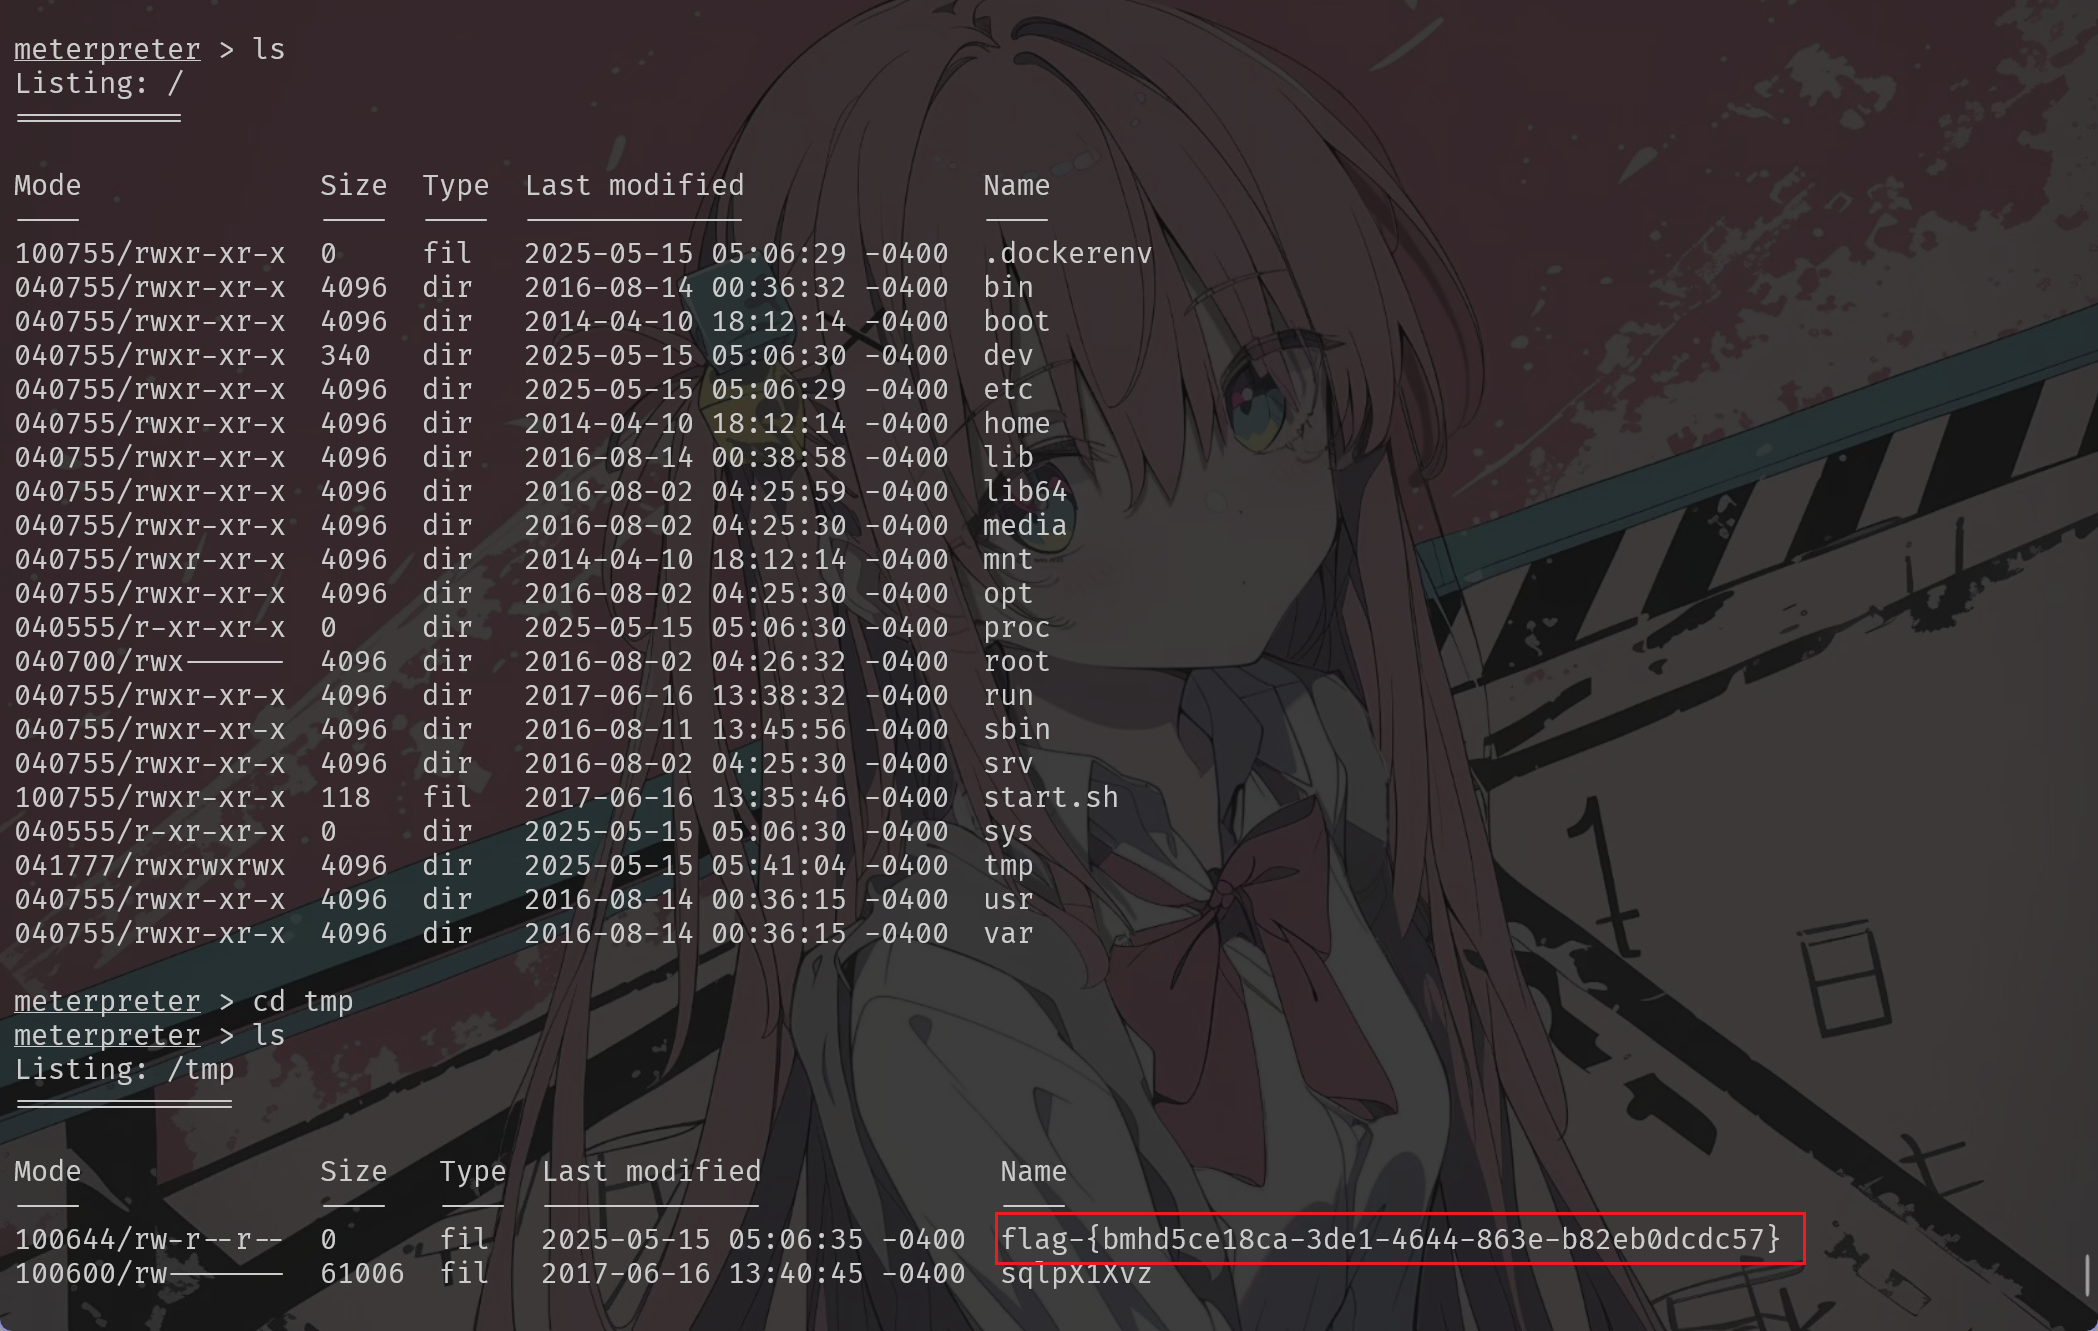 meterpreter > ls
Listing: /
==========
Mode Size Type Last modified Name
---- ---- ---- ------------- ----
100755/rwxr-xr-x 0 fil 2025-05-15 05:06:29 -0400 .dockerenv
040755/rwxr-xr-x 4096 dir 2016-08-14 00:36:32 -0400 bin
040755/rwxr-xr-x 4096 dir 2014-04-10 18:12:14 -0400 boot
040755/rwxr-xr-x 340 dir 2025-05-15 05:06:30 -0400 dev
040755/rwxr-xr-x 4096 dir 2025-05-15 05:06:29 -0400 etc
040755/rwxr-xr-x 4096 dir 2014-04-10 18:12:14 -0400 home
040755/rwxr-xr-x 4096 dir 2016-08-14 00:38:58 -0400 lib
040755/rwxr-xr-x 4096 dir 2016-08-02 04:25:59 -0400 lib64
040755/rwxr-xr-x 4096 dir 2016-08-02 04:25:30 -0400 media
040755/rwxr-xr-x 4096 dir 2014-04-10 18:12:14 -0400 mnt
040755/rwxr-xr-x 4096 dir 2016-08-02 04:25:30 -0400 opt
040555/r-xr-xr-x 0 dir 2025-05-15 05:06:30 -0400 proc
040700/rwx------ 4096 dir 2016-08-02 04:26:32 -0400 root
040755/rwxr-xr-x 4096 dir 2017-06-16 13:38:32 -0400 run
040755/rwxr-xr-x 4096 dir 2016-08-11 13:45:56 -0400 sbin
040755/rwxr-xr-x 4096 dir 2016-08-02 04:25:30 -0400 srv
100755/rwxr-xr-x 118 fil 2017-06-16 13:35:46 -0400 start.sh
040555/r-xr-xr-x 0 dir 2025-05-15 05:06:30 -0400 sys
041777/rwxrwxrwx 4096 dir 2025-05-15 05:41:04 -0400 tmp
040755/rwxr-xr-x 4096 dir 2016-08-14 00:36:15 -0400 usr
040755/rwxr-xr-x 4096 dir 2016-08-14 00:36:15 -0400 var
meterpreter > cd tmp
meterpreter > ls
Listing: /tmp
=============
Mode Size Type Last modified Name
---- ---- ---- ------------- ----
100644/rw-r--r-- 0 fil 2025-05-15 05:06:35 -0400 flag-{bmhd5ce18ca-3de1-4644-863e-b82eb0dcdc57}
100600/rw------- 61006 fil 2017-06-16 13:40:45 -0400 sqlpX1Xvz